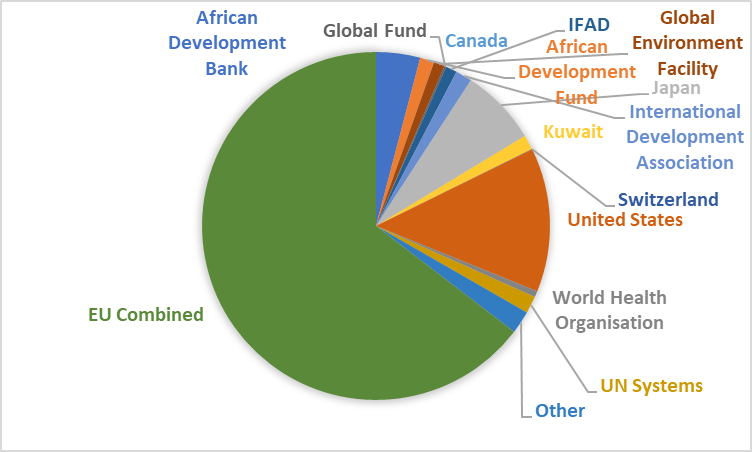 African
Development
Bank
Global Fund
Canada
IFAD
African
Development
Fund
Global
Environment
Facility
Japan
International
Development
Association
Kuwait
Switzerland
United States
World Health
Organisation
UN Systems
Other
EU Combined